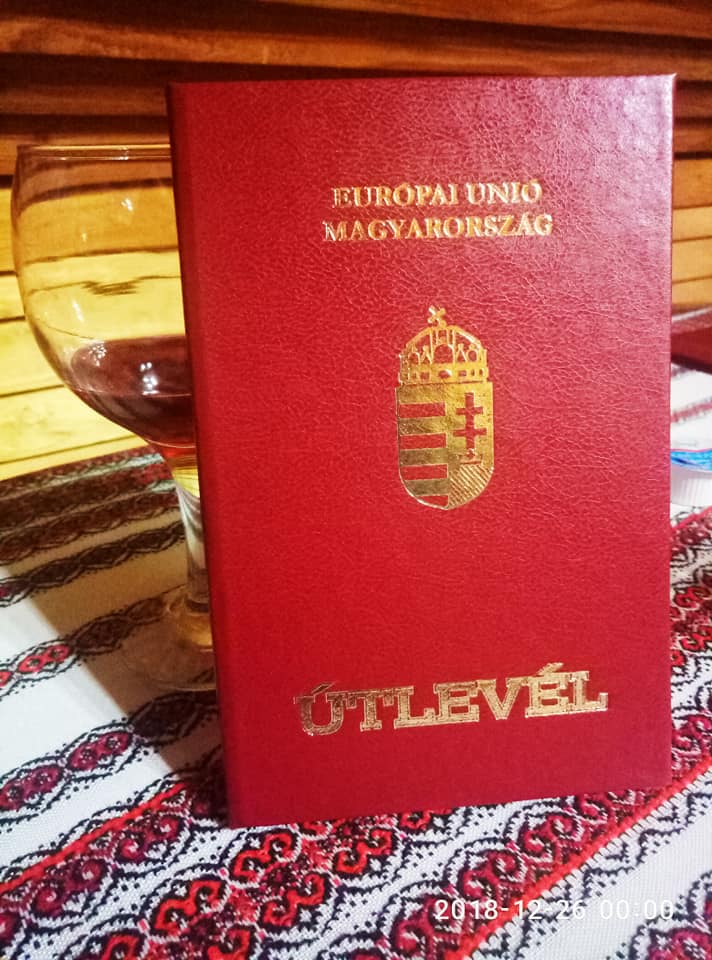 EURÓPAI UNIÓ
MAGYARORSZÁG
ÚTLEVÉL
2018-12-26 00:00